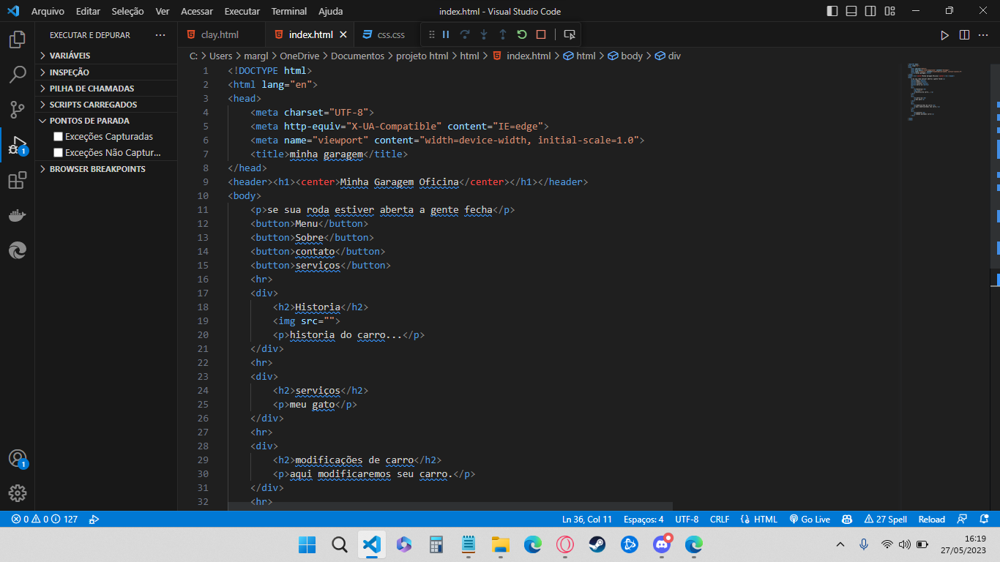 Arquivo Editar Seleção Ver Acessar Executar Terminal Ajuda
index.html - Visual Studio Code
EXECUTAR E DEPURAR
clay.html
index.html
css.css
VARIÁVEIS
INSPEÇÃO
PILHA DE CHAMADAS
SCRIPTS CARREGADOS
PONTOS DE PARADA
Exceções Capturadas
Exceções Não Captur...
BROWSER BREAKPOINTS
1
1
C: > Users > margl > OneDrive > Documentos > projeto html > html > index.html > html > body > div
1 <!DOCTYPE html>
2 <html lang="en">
3 <head>
4 <meta charset="UTF-8">
5 <meta http-equiv="X-UA-Compatible" content="IE=edge">
6 <meta name="viewport" content="width=device-width, initial-scale=1.0">
7 <title>minha garagem</title>
8 </head>
9 <header><h1><center>Minha Garagem Oficina</center></h1></header>
10 <body>
11 <p>se sua roda estiver aberta a gente fecha</p>
12 <button>Menu</button>
13 <button>Sobre</button>
14 <button>contato</button>
15 <button>serviços</button>
16 <hr>
17 <div>
18 <h2>Historia</h2>
19 <img src="">
20 <p>historia do carro...</p>
21 </div>
22 <hr>
23 <div>
24 <h2>serviços</h2>
25 <p>meu gato</p>
26 </div>
27 <hr>
28 <div>
29 <h2>modificações de carro</h2>
30 <p>aqui modificaremos seu carro.</p>
31 </div>
32 <hr>
0 0 127
Ln 36, Col 11 Espaços: 4 UTF-8 CRLF HTML Go Live 27 Spell Reload
16:19
27/05/2023